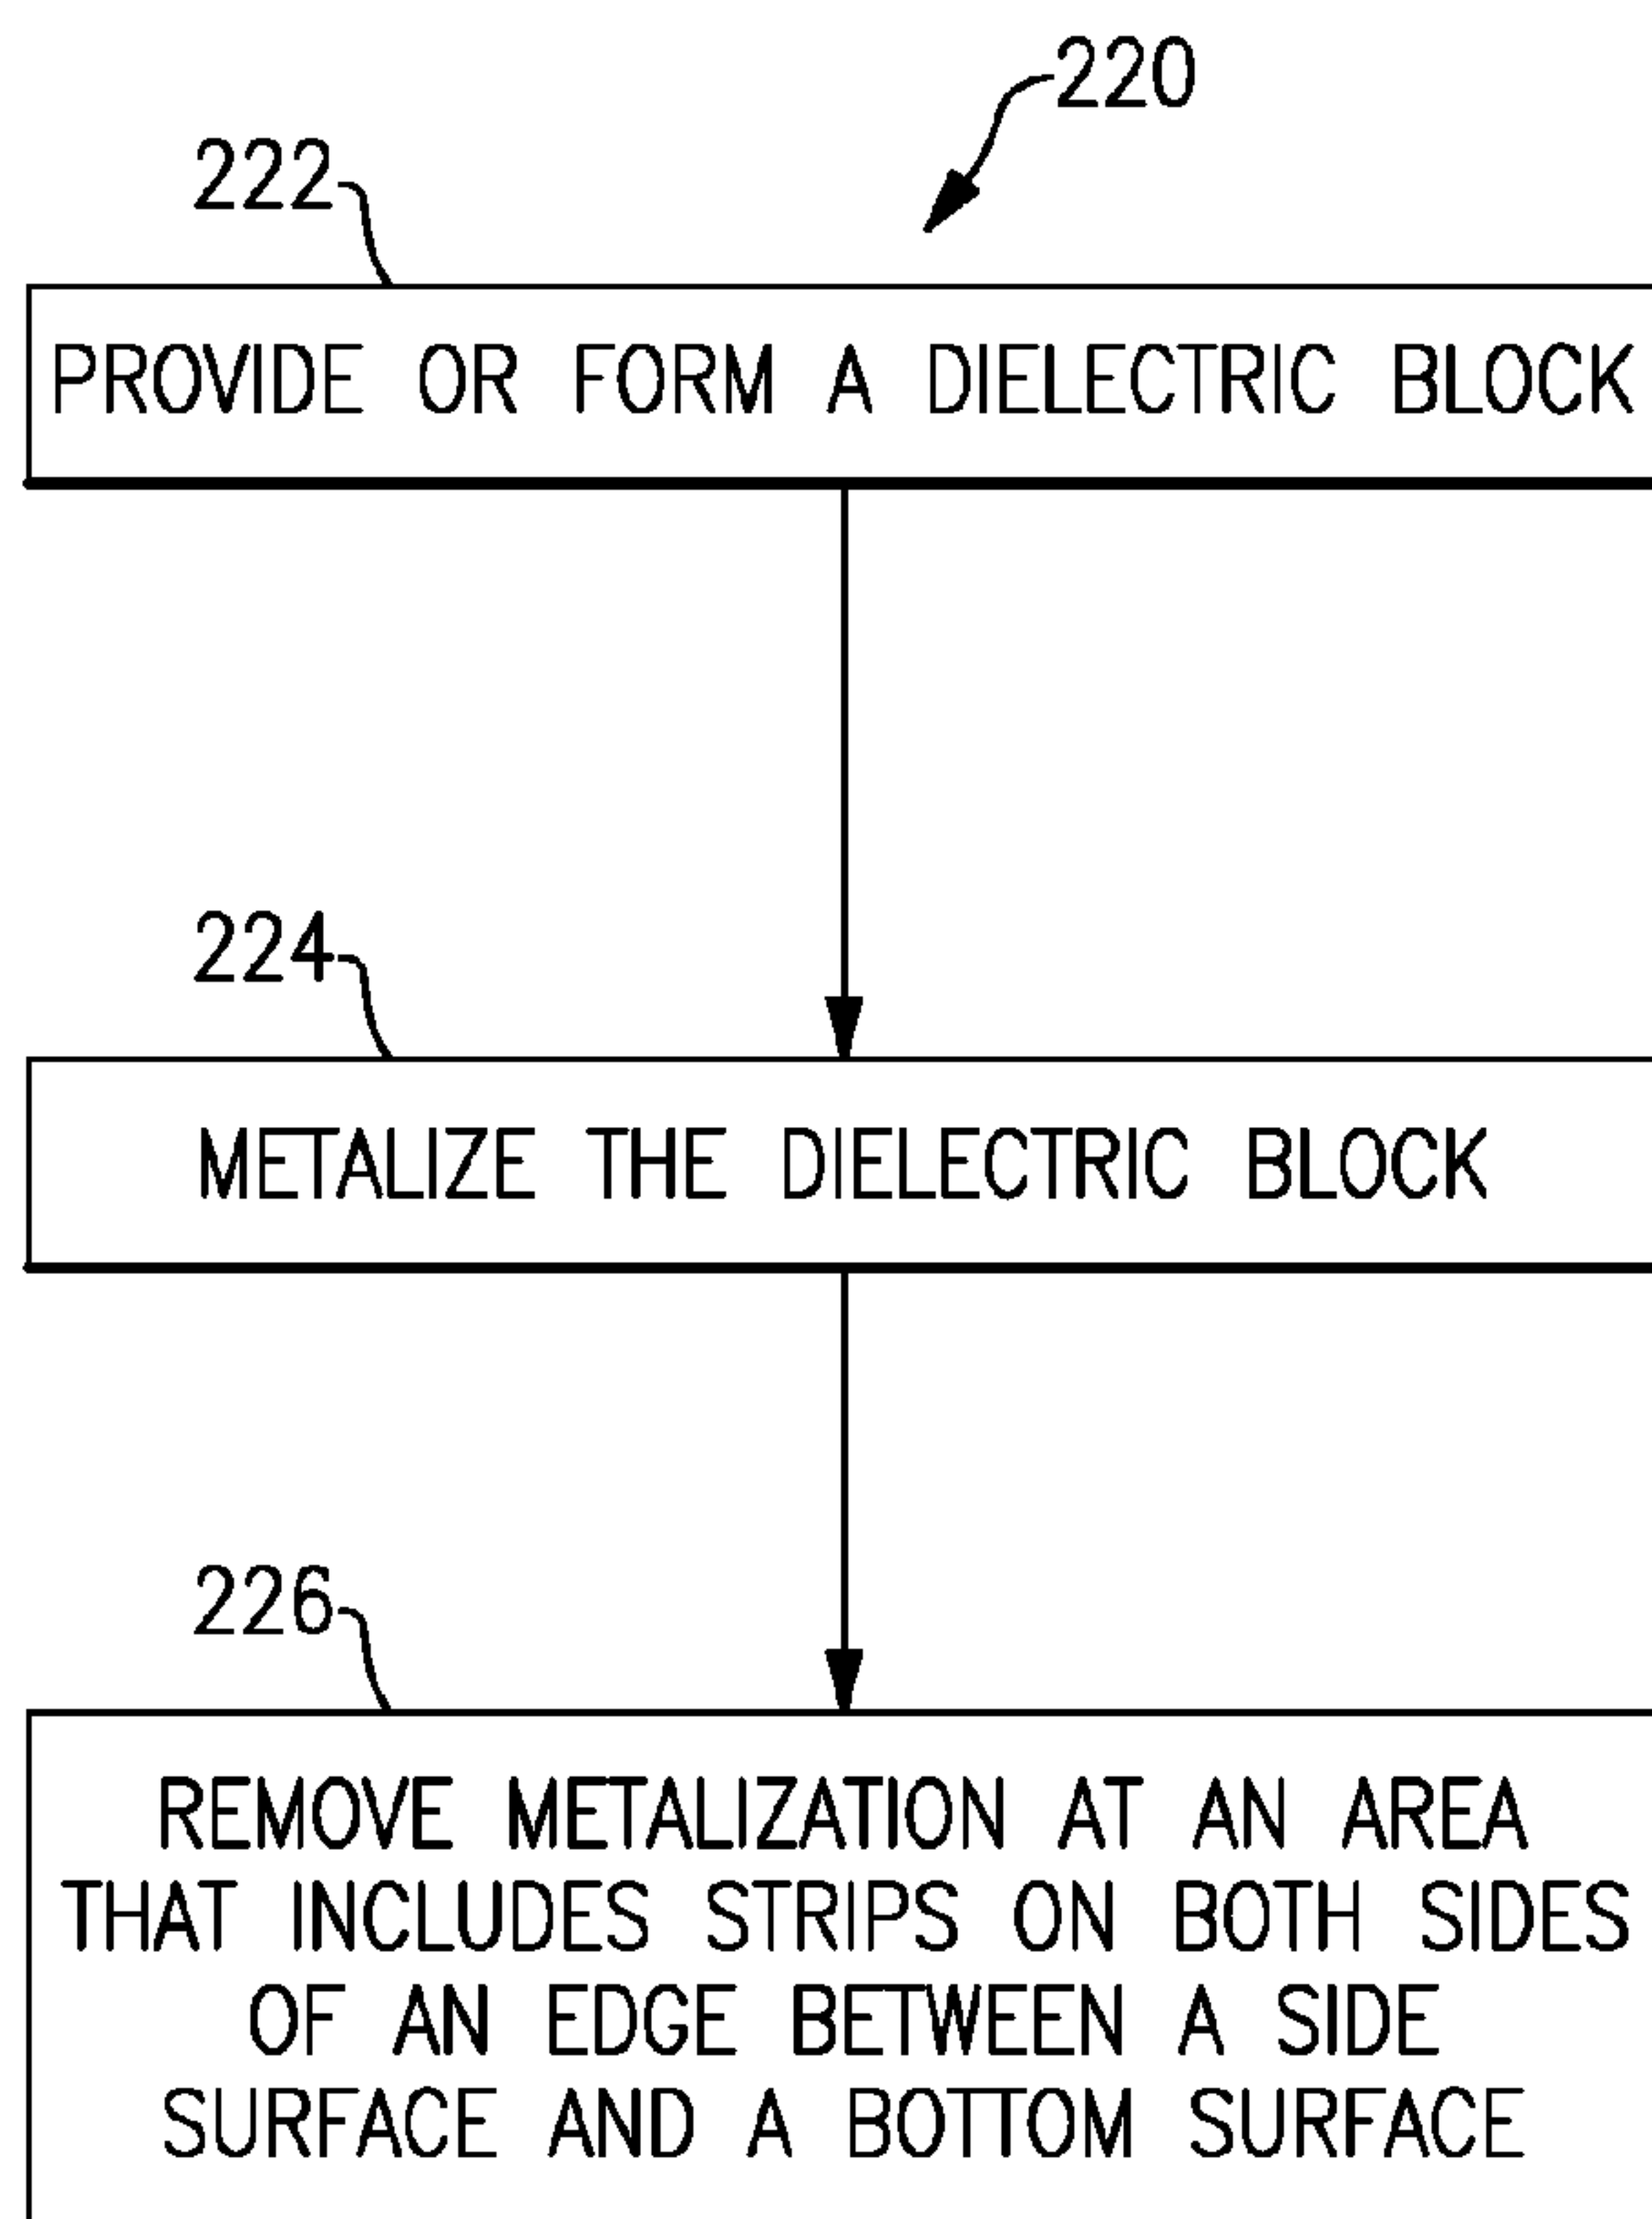 220
222
PROVIDE OR FORM A DIELECTRIC BLOCK
224
METALIZE THE DIELECTRIC BLOCK
226
REMOVE METALIZATION AT AN AREA
THAT INCLUDES STRIPS ON BOTH SIDES
OF AN EDGE BETWEEN A SIDE
SURFACE AND A BOTTOM SURFACE